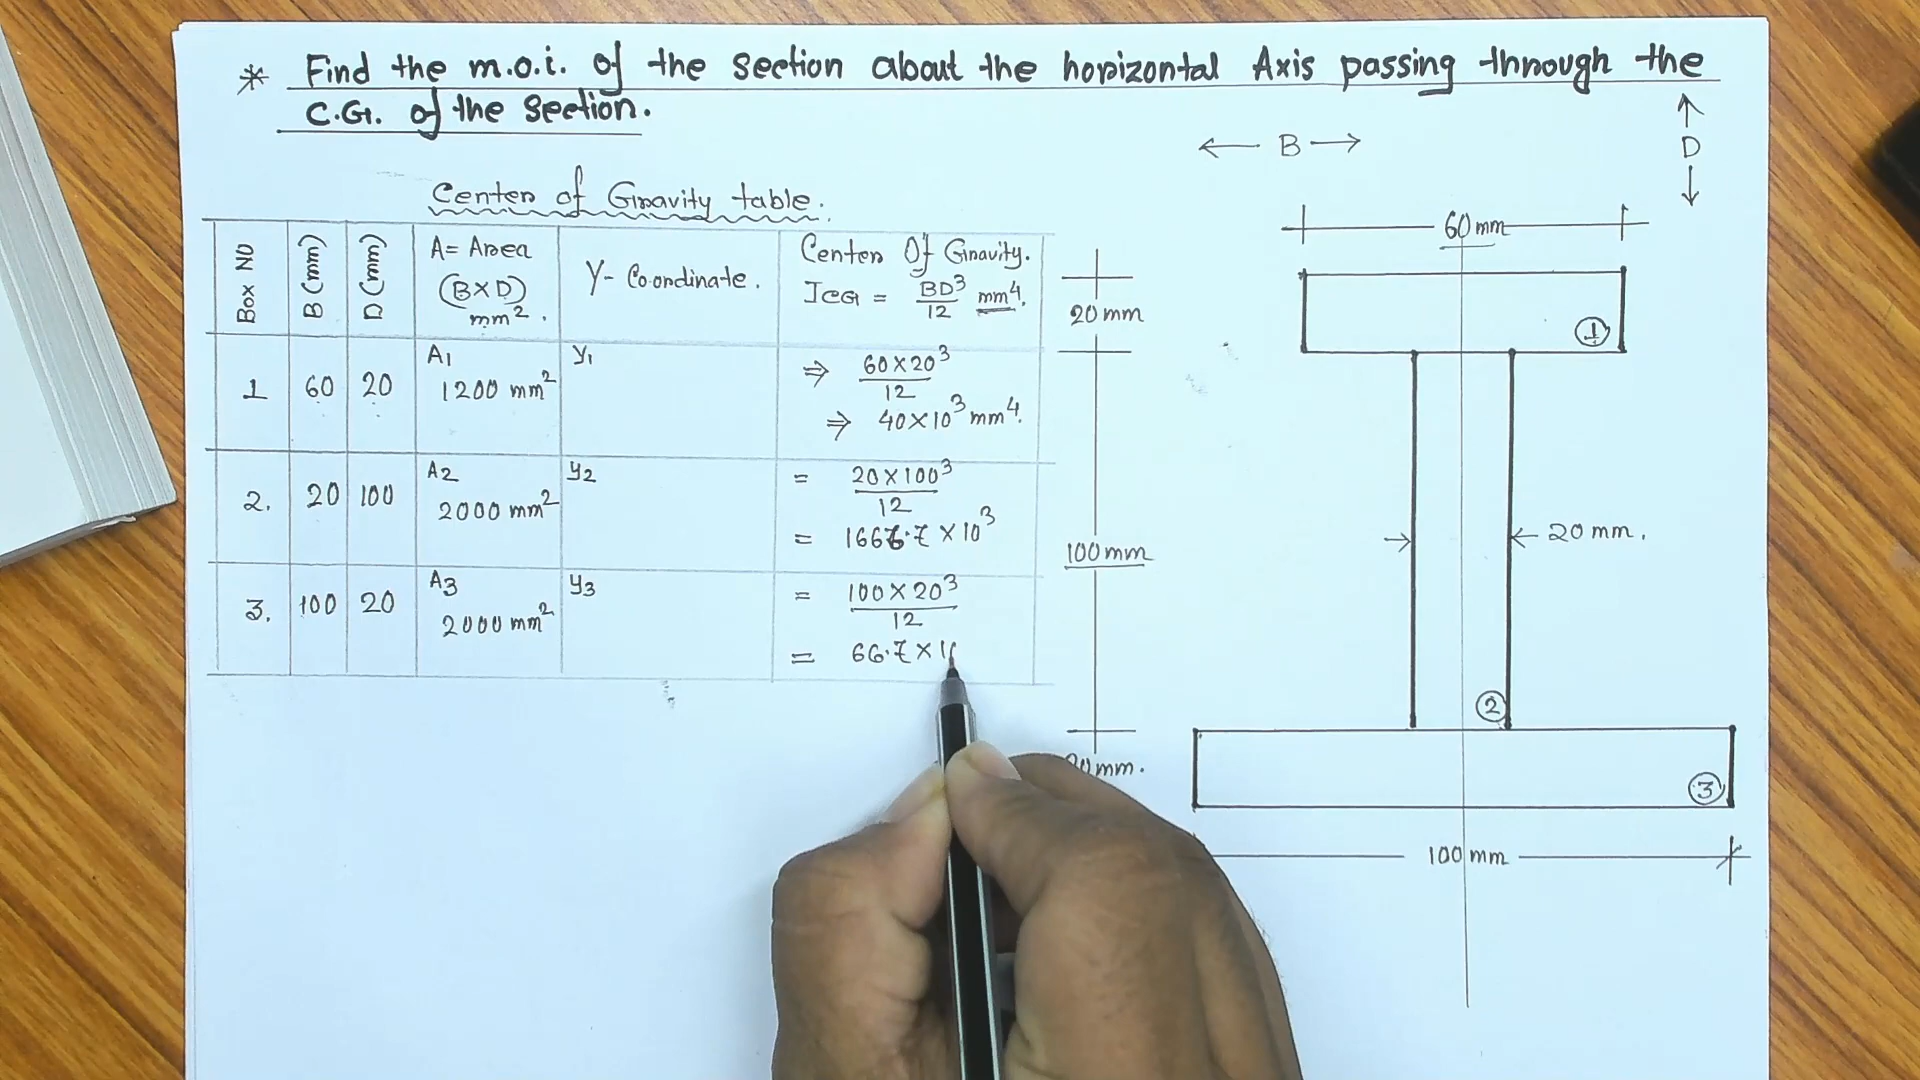 * Find the m.o.i. of the section about the horizontal Axis passing through the
C.G. of the section.
← B →
↑
D
↓
Center of Gravity table.
Box NO
B (mm)
D (mm)
A = Area
(B×D)
mm².
Y- Co-ordinate.
Center Of Gravity.
ICG = BD³/12 mm⁴.
1
60
20
A1
1200 mm²
Y1
⇒ 60×20³/12
⇒ 40×10³ mm⁴.
2.
20
100
A2
2000 mm²
Y2
= 20×100³/12
= 1666.7 × 10³
3.
100
20
A3
2000 mm²
Y3
= 100×20³/12
= 66.7×1
60 mm
20 mm
①
100 mm
→ ← 20 mm.
②
mm.
③
100 mm